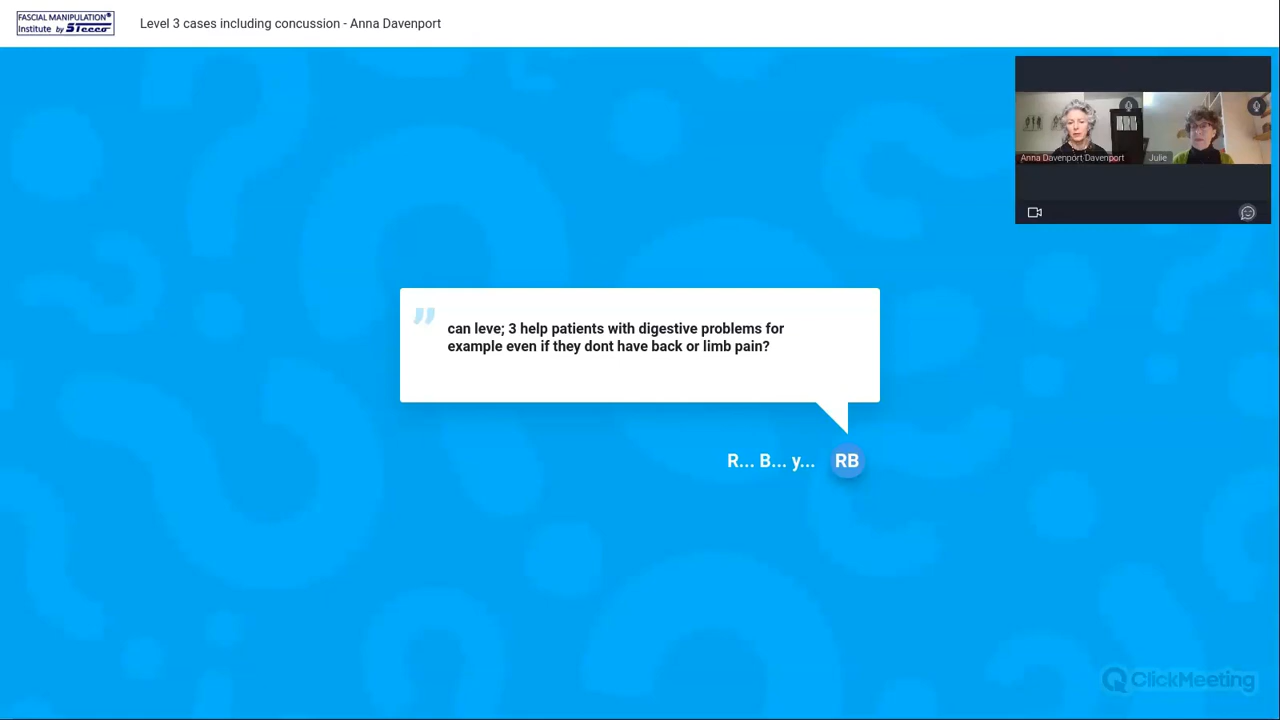 FASCIAL MANIPULATION®
Institute by Stecco
Level 3 cases including concussion - Anna Davenport
Anna Davenport Davenport
Julie
can leve; 3 help patients with digestive problems for
example even if they dont have back or limb pain?
R... B... y...
RB
ClickMeeting